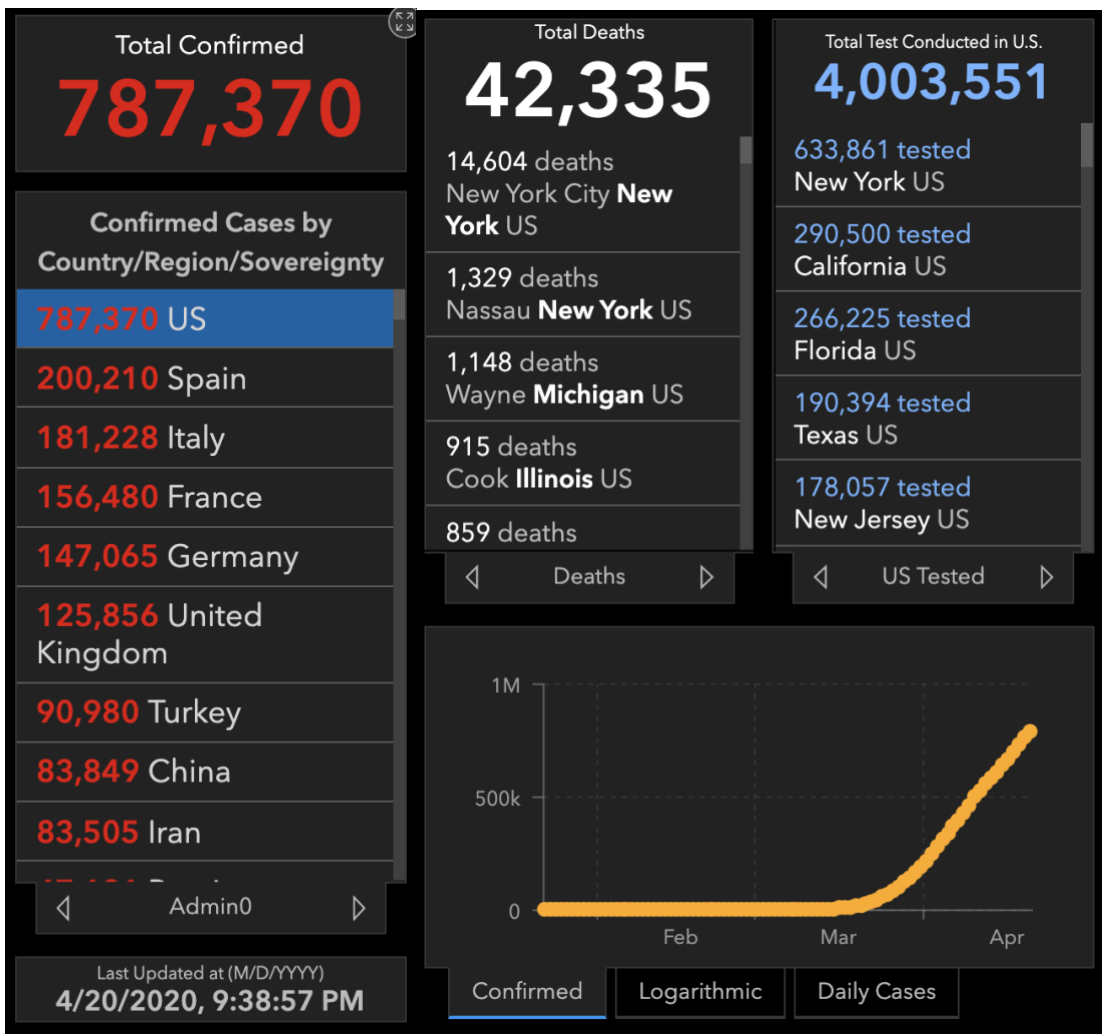 Total Confirmed
787,370
Confirmed Cases by
Country/Region/Sovereignty
787,370 US
200,210 Spain
181,228 Italy
156,480 France
147,065 Germany
125,856 United
Kingdom
90,980 Turkey
83,849 China
83,505 Iran
Admin0
Last Updated at (M/D/YYYY)
4/20/2020, 9:38:57 PM
Total Deaths
42,335
14,604 deaths
New York City New
York US
1,329 deaths
Nassau New York US
1,148 deaths
Wayne Michigan US
915 deaths
Cook Illinois US
859 deaths
Deaths
Total Test Conducted in U.S.
4,003,551
633,861 tested
New York US
290,500 tested
California US
266,225 tested
Florida US
190,394 tested
Texas US
178,057 tested
New Jersey US
US Tested
1M
500k
0
Feb Mar Apr
Confirmed Logarithmic Daily Cases